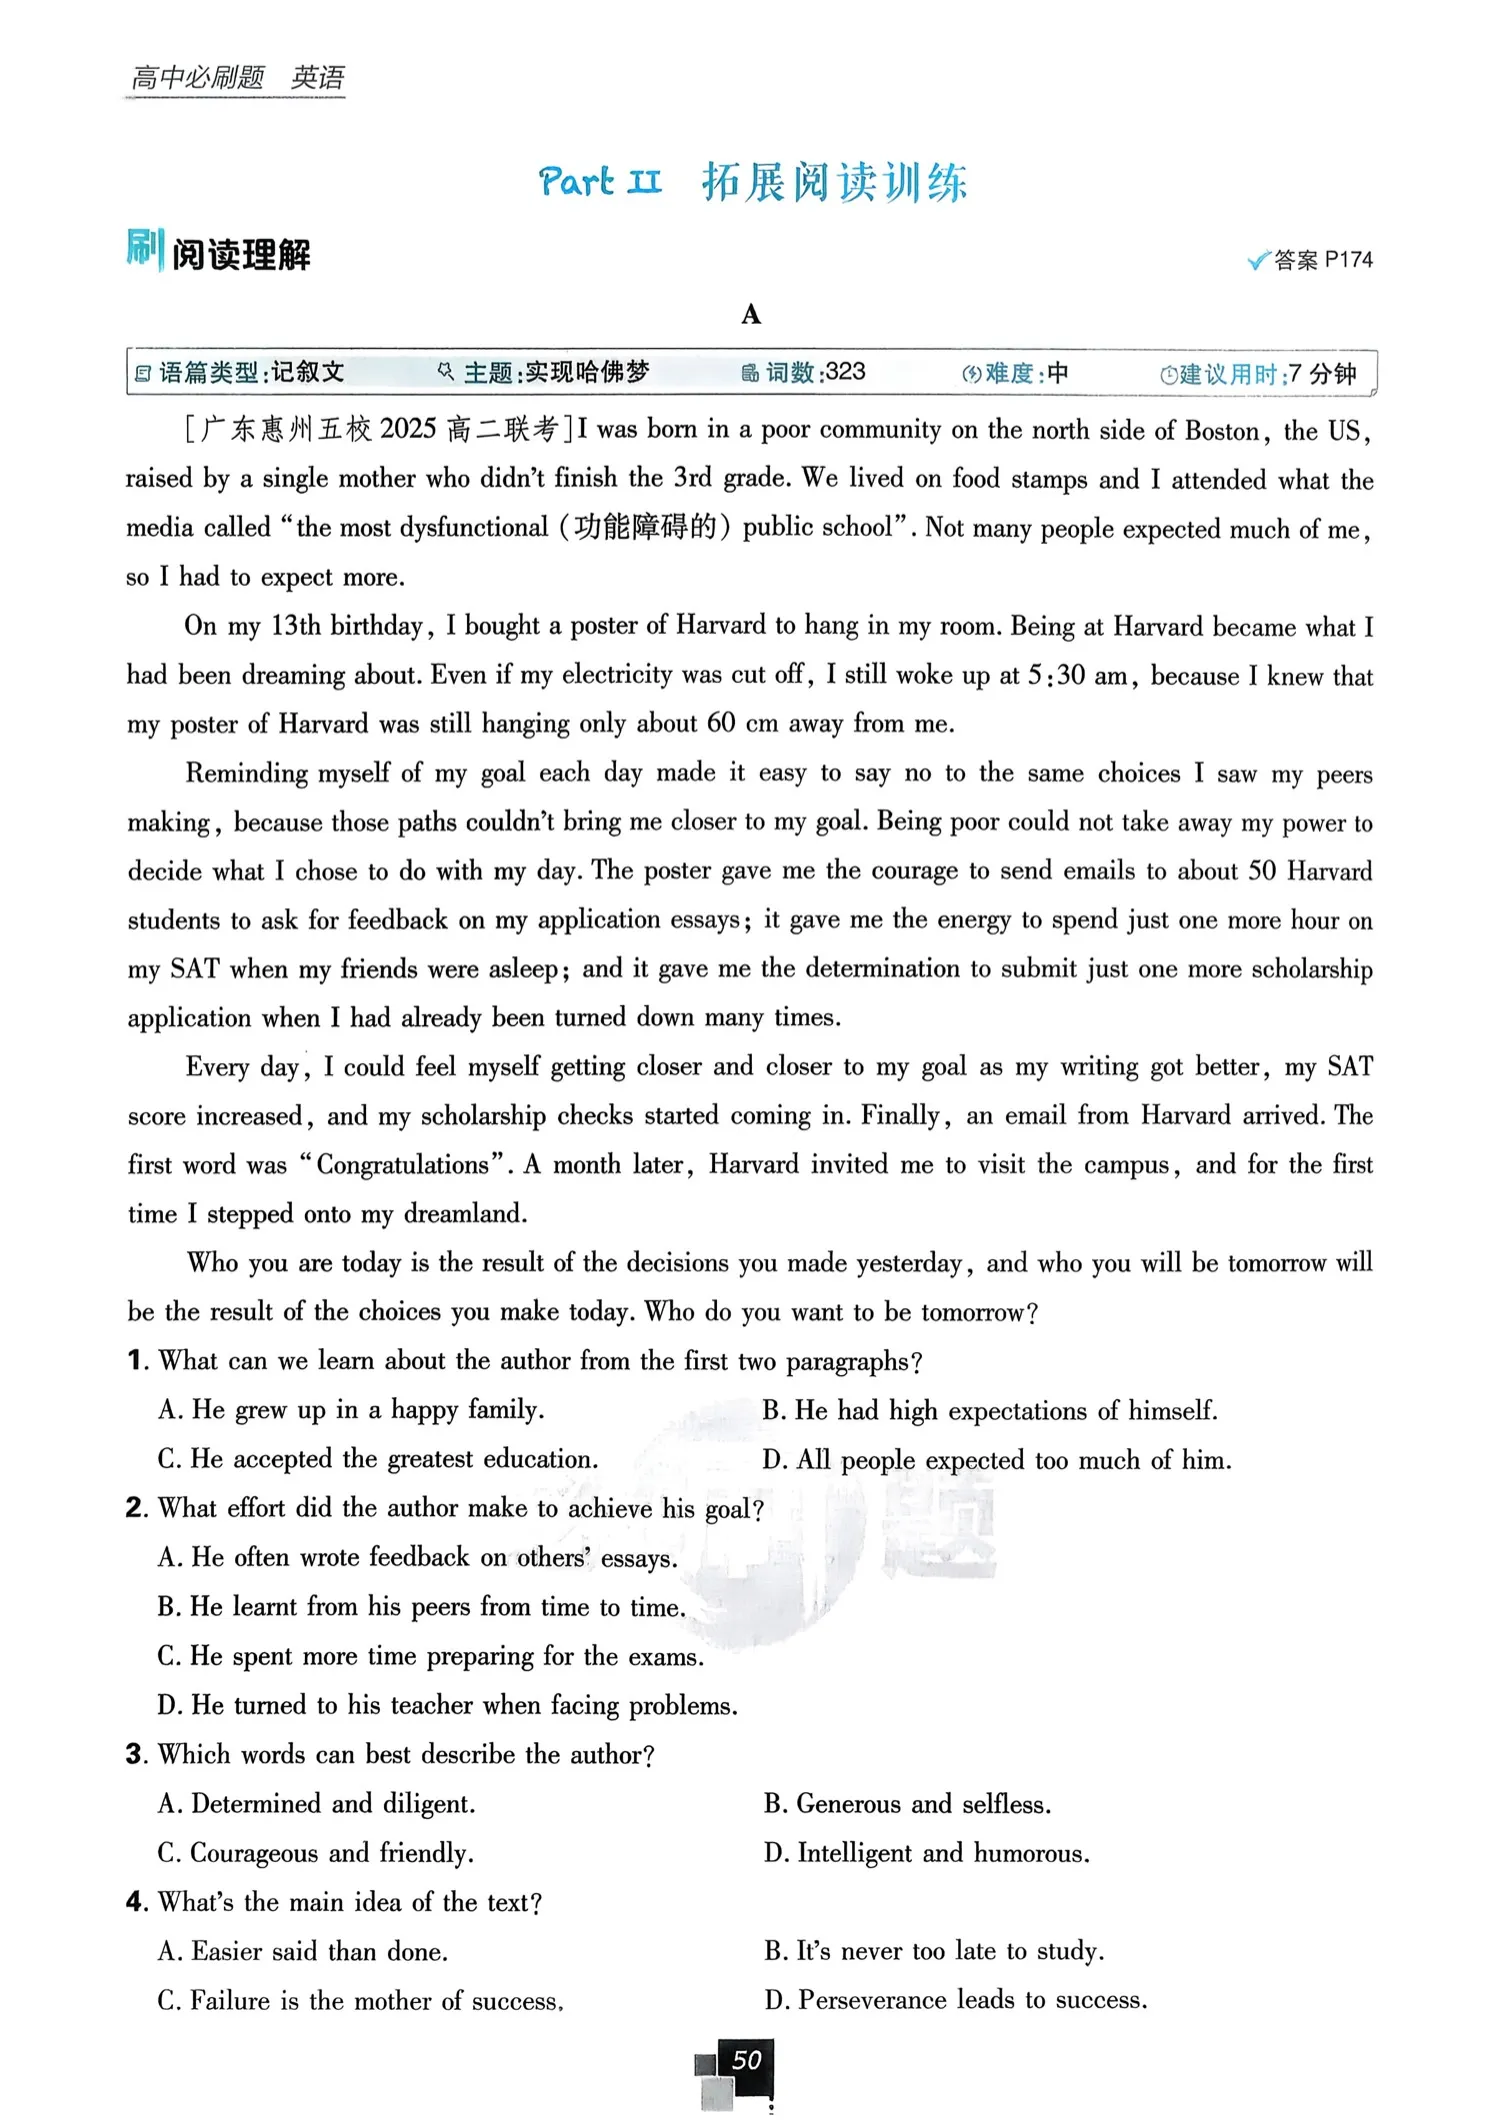 高中必刷题 英语
Part II 拓展阅读训练
刷 阅读理解
答案 P174
A
语篇类型:记叙文 主题:实现哈佛梦 词数:323 难度:中 建议用时:7 分钟
[广东惠州五校 2025 高二联考]I was born in a poor community on the north side of Boston, the US,
raised by a single mother who didn't finish the 3rd grade. We lived on food stamps and I attended what the
media called “the most dysfunctional (功能障碍的) public school”. Not many people expected much of me,
so I had to expect more.
On my 13th birthday, I bought a poster of Harvard to hang in my room. Being at Harvard became what I
had been dreaming about. Even if my electricity was cut off, I still woke up at 5:30 am, because I knew that
my poster of Harvard was still hanging only about 60 cm away from me.
Reminding myself of my goal each day made it easy to say no to the same choices I saw my peers
making, because those paths couldn't bring me closer to my goal. Being poor could not take away my power to
decide what I chose to do with my day. The poster gave me the courage to send emails to about 50 Harvard
students to ask for feedback on my application essays; it gave me the energy to spend just one more hour on
my SAT when my friends were asleep; and it gave me the determination to submit just one more scholarship
application when I had already been turned down many times.
Every day, I could feel myself getting closer and closer to my goal as my writing got better, my SAT
score increased, and my scholarship checks started coming in. Finally, an email from Harvard arrived. The
first word was “Congratulations”. A month later, Harvard invited me to visit the campus, and for the first
time I stepped onto my dreamland.
Who you are today is the result of the decisions you made yesterday, and who you will be tomorrow will
be the result of the choices you make today. Who do you want to be tomorrow?
1. What can we learn about the author from the first two paragraphs?
A. He grew up in a happy family. B. He had high expectations of himself.
C. He accepted the greatest education. D. All people expected too much of him.
2. What effort did the author make to achieve his goal?
A. He often wrote feedback on others' essays.
B. He learnt from his peers from time to time.
C. He spent more time preparing for the exams.
D. He turned to his teacher when facing problems.
3. Which words can best describe the author?
A. Determined and diligent. B. Generous and selfless.
C. Courageous and friendly. D. Intelligent and humorous.
4. What's the main idea of the text?
A. Easier said than done. B. It's never too late to study.
C. Failure is the mother of success. D. Perseverance leads to success.
50